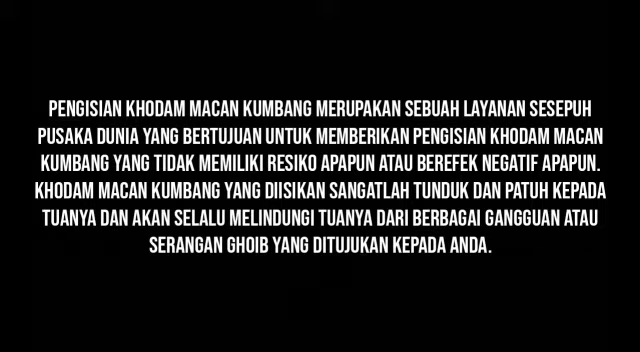 PENGISIAN KHODAM MACAN KUMBANG MERUPAKAN SEBUAH LAYANAN SESEPUH
PUSAKA DUNIA YANG BERTUJUAN UNTUK MEMBERIKAN PENGISIAN KHODAM MACAN
KUMBANG YANG TIDAK MEMILIKI RESIKO APAPUN ATAU BEREFEK NEGATIF APAPUN.
KHODAM MACAN KUMBANG YANG DIISIKAN SANGATLAH TUNDUK DAN PATUH KEPADA
TUANYA DAN AKAN SELALU MELINDUNGI TUANYA DARI BERBAGAI GANGGUAN ATAU
SERANGAN GHOIB YANG DITUJUKAN KEPADA ANDA.